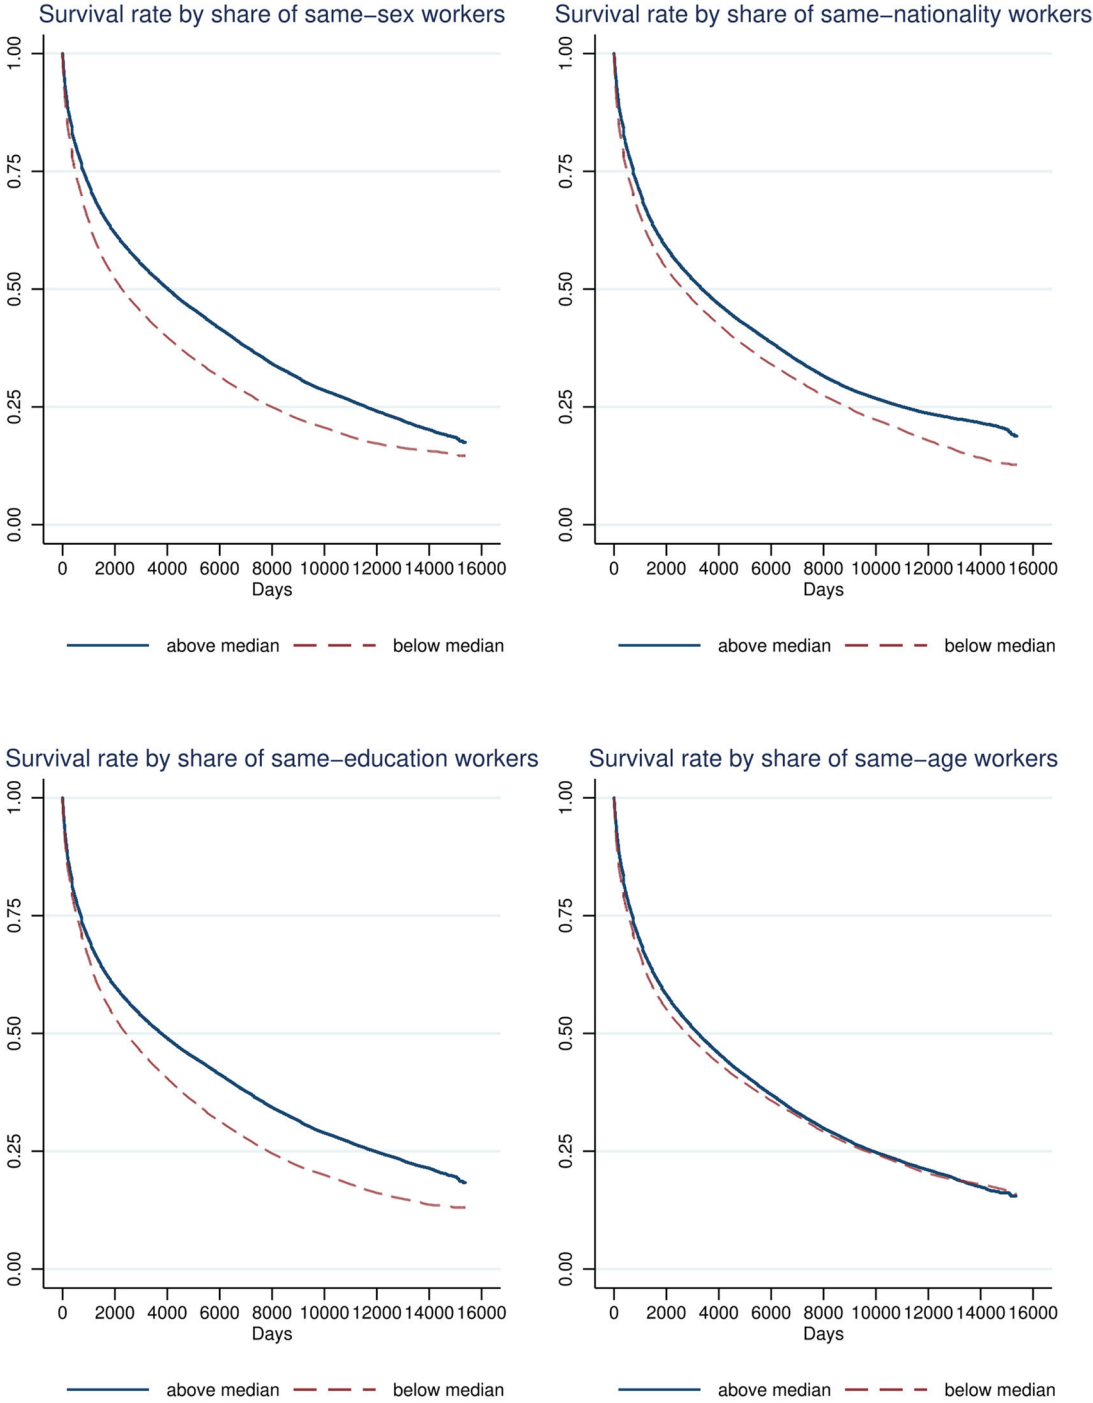 Survival rate by share of same−sex workers
1.00
0.75
0.50
0.25
0.00
0 2000 4000 6000 8000 10000 12000 14000 16000
Days
above median below median
Survival rate by share of same−nationality workers
1.00
0.75
0.50
0.25
0.00
0 2000 4000 6000 8000 10000 12000 14000 16000
Days
above median below median
Survival rate by share of same−education workers
1.00
0.75
0.50
0.25
0.00
0 2000 4000 6000 8000 10000 12000 14000 16000
Days
above median below median
Survival rate by share of same−age workers
1.00
0.75
0.50
0.25
0.00
0 2000 4000 6000 8000 10000 12000 14000 16000
Days
above median below median